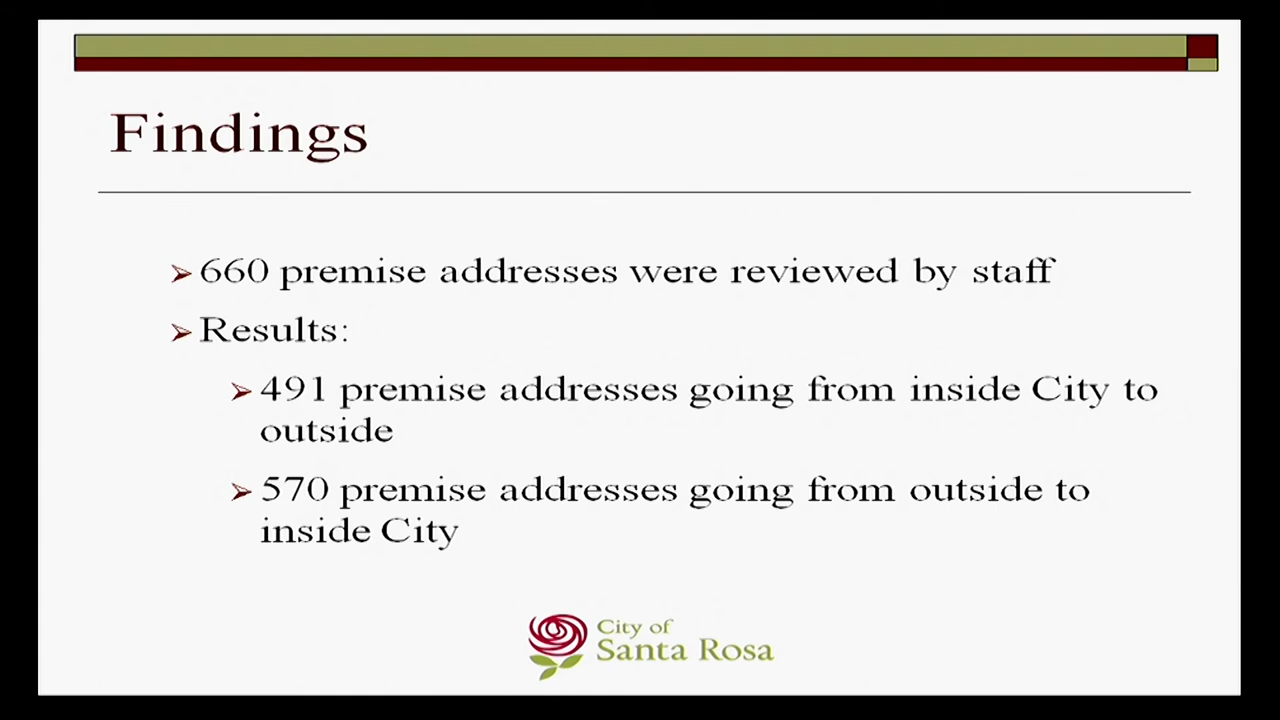 Findings
660 premise addresses were reviewed by staff
Results:
491 premise addresses going from inside City to
outside
570 premise addresses going from outside to
inside City
City of
Santa Rosa